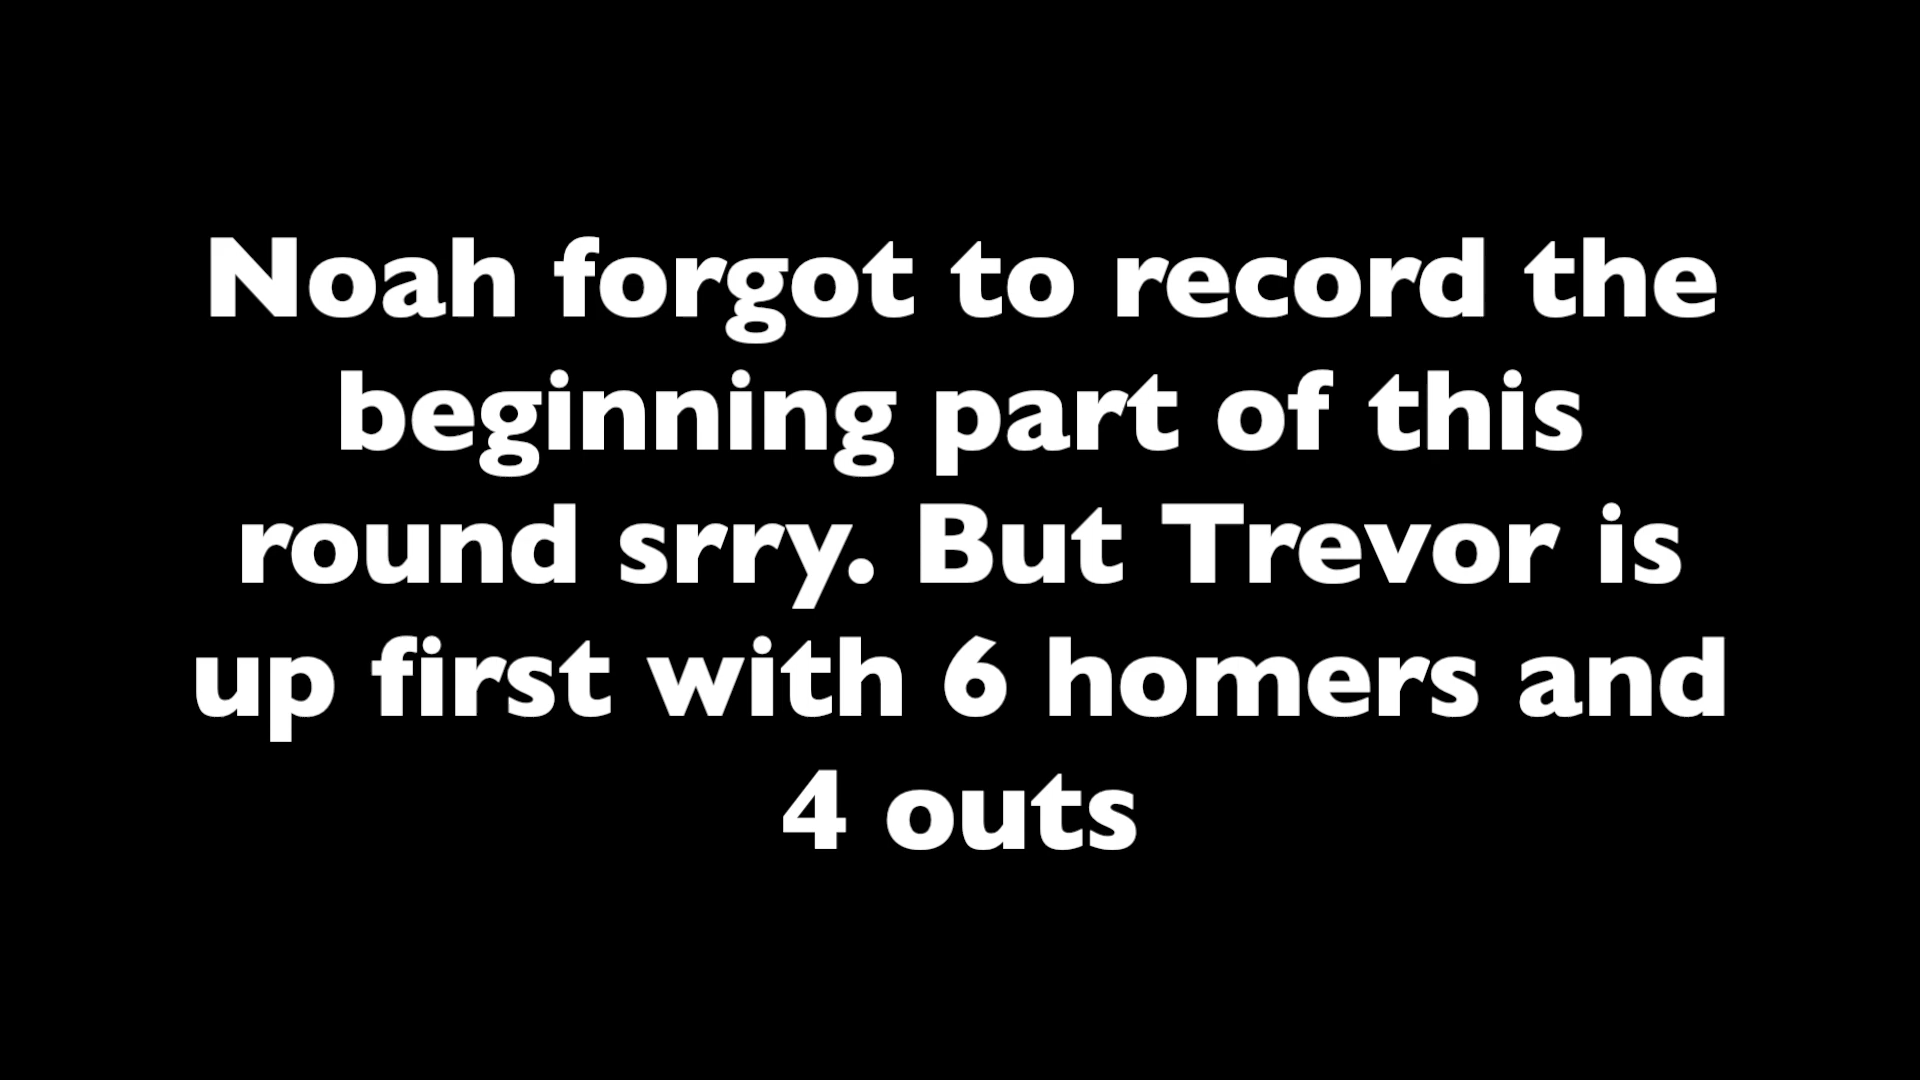 Noah forgot to record the
beginning part of this
round srry. But Trevor is
up first with 6 homers and
4 outs